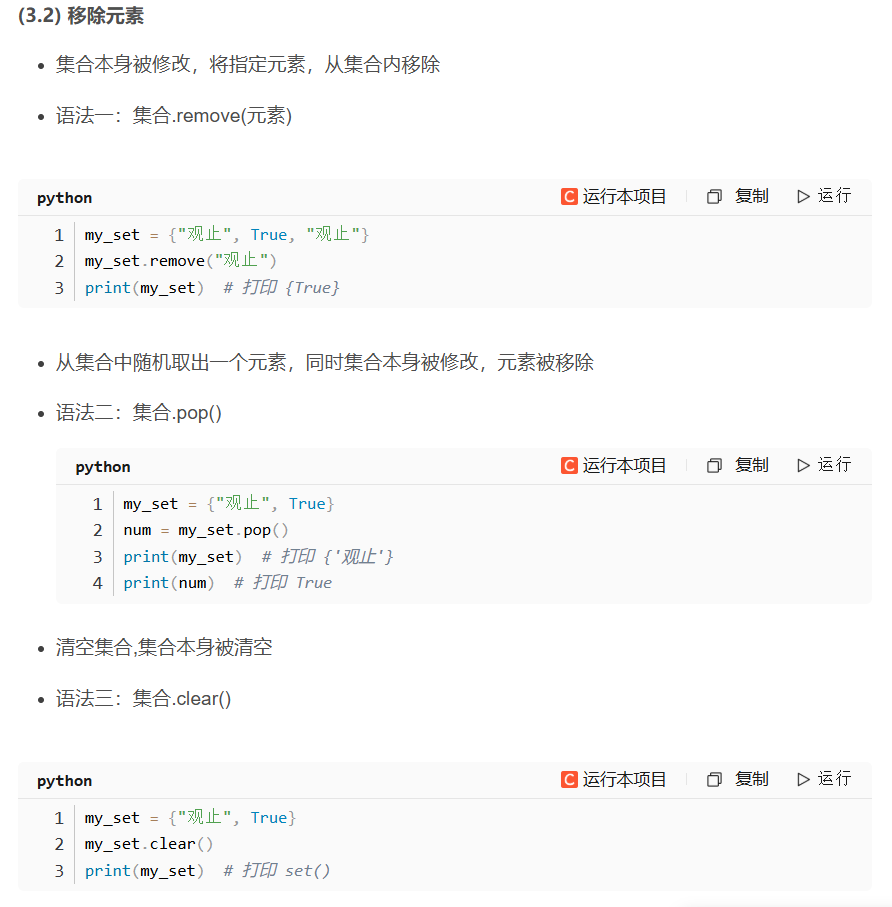 (3.2) 移除元素
集合本身被修改，将指定元素，从集合内移除
语法一：集合.remove(元素)
python C 运行本项目 复制 运行
1 my_set = {"观止", True, "观止"}
2 my_set.remove("观止")
3 print(my_set)  # 打印 {True}
从集合中随机取出一个元素，同时集合本身被修改，元素被移除
语法二：集合.pop()
python C 运行本项目 复制 运行
1 my_set = {"观止", True}
2 num = my_set.pop()
3 print(my_set)  # 打印 {'观止'}
4 print(num)  # 打印 True
清空集合,集合本身被清空
语法三：集合.clear()
python C 运行本项目 复制 运行
1 my_set = {"观止", True}
2 my_set.clear()
3 print(my_set)  # 打印 set()